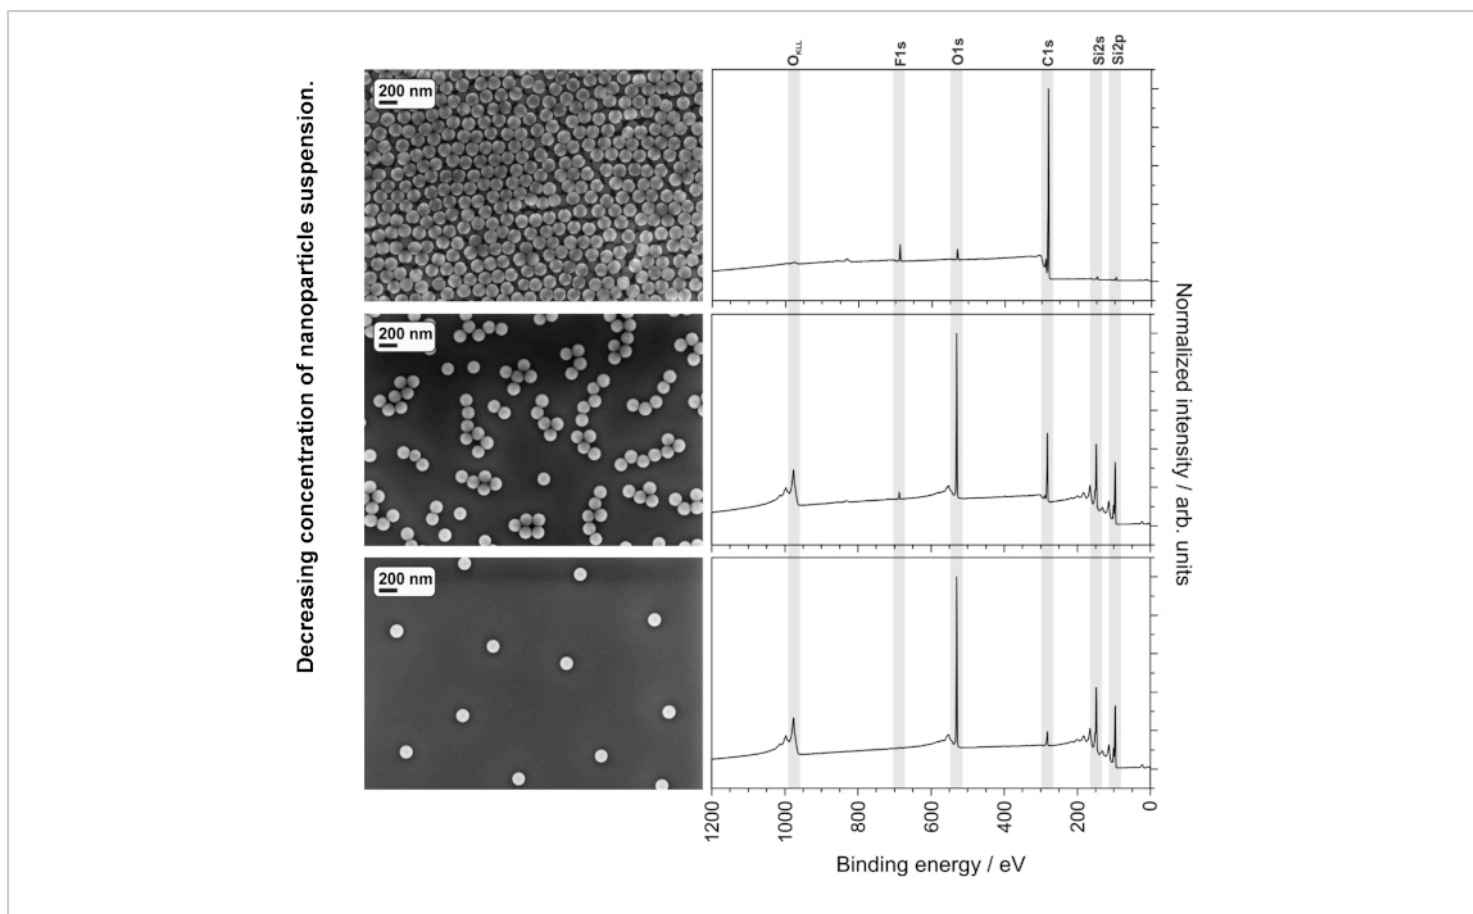 Decreasing concentration of nanoparticle suspension.
200 nm
200 nm
200 nm
OKLL
F1s
O1s
C1s
Si2s
Si2p
Normalized intensity / arb. units
1200
1000
800
600
400
200
0
Binding energy / eV